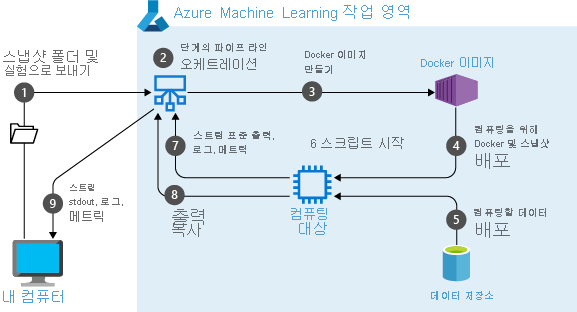 Azure Machine Learning 작업 영역
스냅샷 폴더 및
실험으로 보내기
1
2
단계의 파이프 라인
오케트레이션
Docker 이미지
만들기
3
Docker 이미지
4
컴퓨팅을 위해
Docker 및 스냅샷
배포
7
스트림 표준 출력,
로그, 메트릭
6 스크립트 시작
8
출력
복사
컴퓨팅
대상
5
컴퓨팅할 데이터
배포
9
스트림
stdout, 로그,
메트릭
내 컴퓨터
데이터 저장소